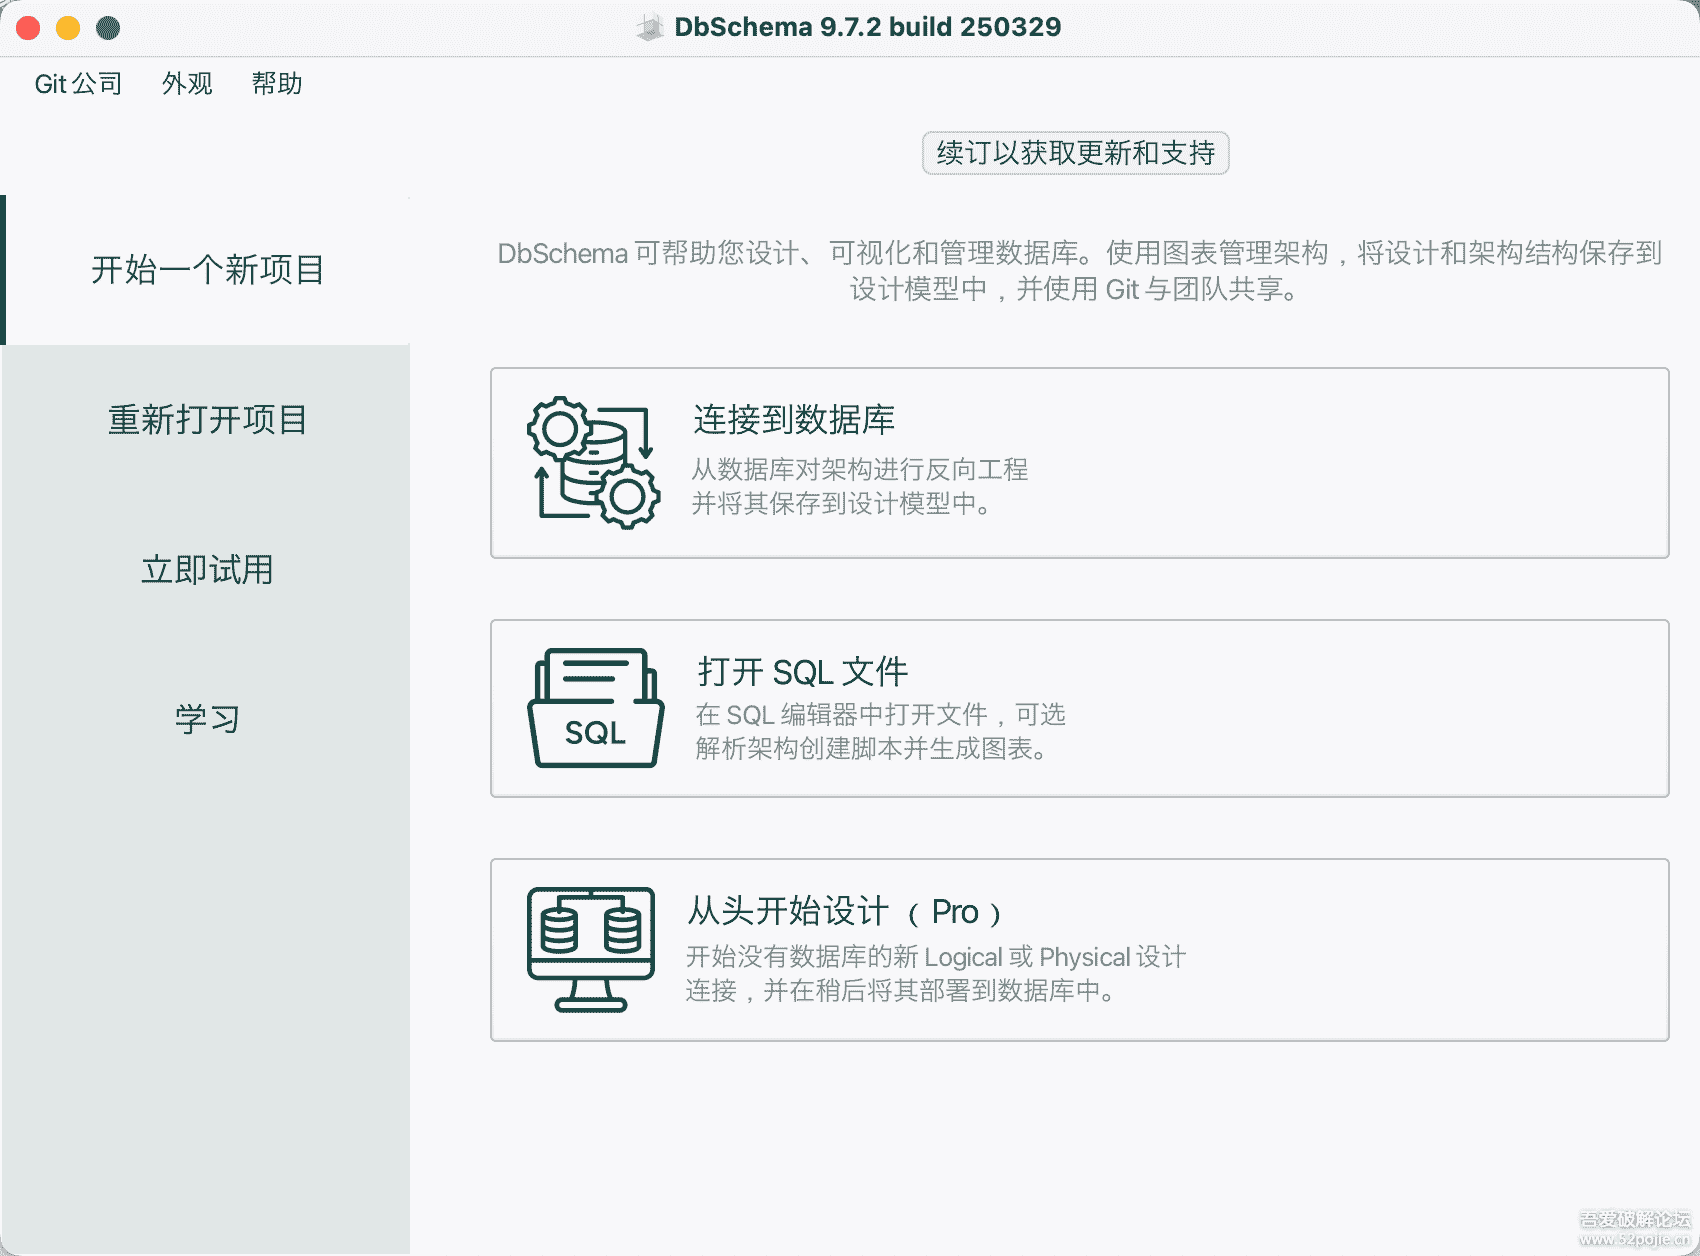 DbSchema 9.7.2 build 250329
Git公司 外观 帮助
续订以获取更新和支持
开始一个新项目
重新打开项目
立即试用
学习
DbSchema 可帮助您设计、可视化和管理数据库。使用图表管理架构，将设计和架构结构保存到
设计模型中，并使用 Git 与团队共享。
连接到数据库
从数据库对架构进行反向工程
并将其保存到设计模型中。
SQL
打开 SQL 文件
在 SQL 编辑器中打开文件，可选
解析架构创建脚本并生成图表。
从头开始设计（Pro）
开始没有数据库的新 Logical 或 Physical 设计
连接，并在稍后将其部署到数据库中。
吾爱破解论坛
www.52pojie.cn